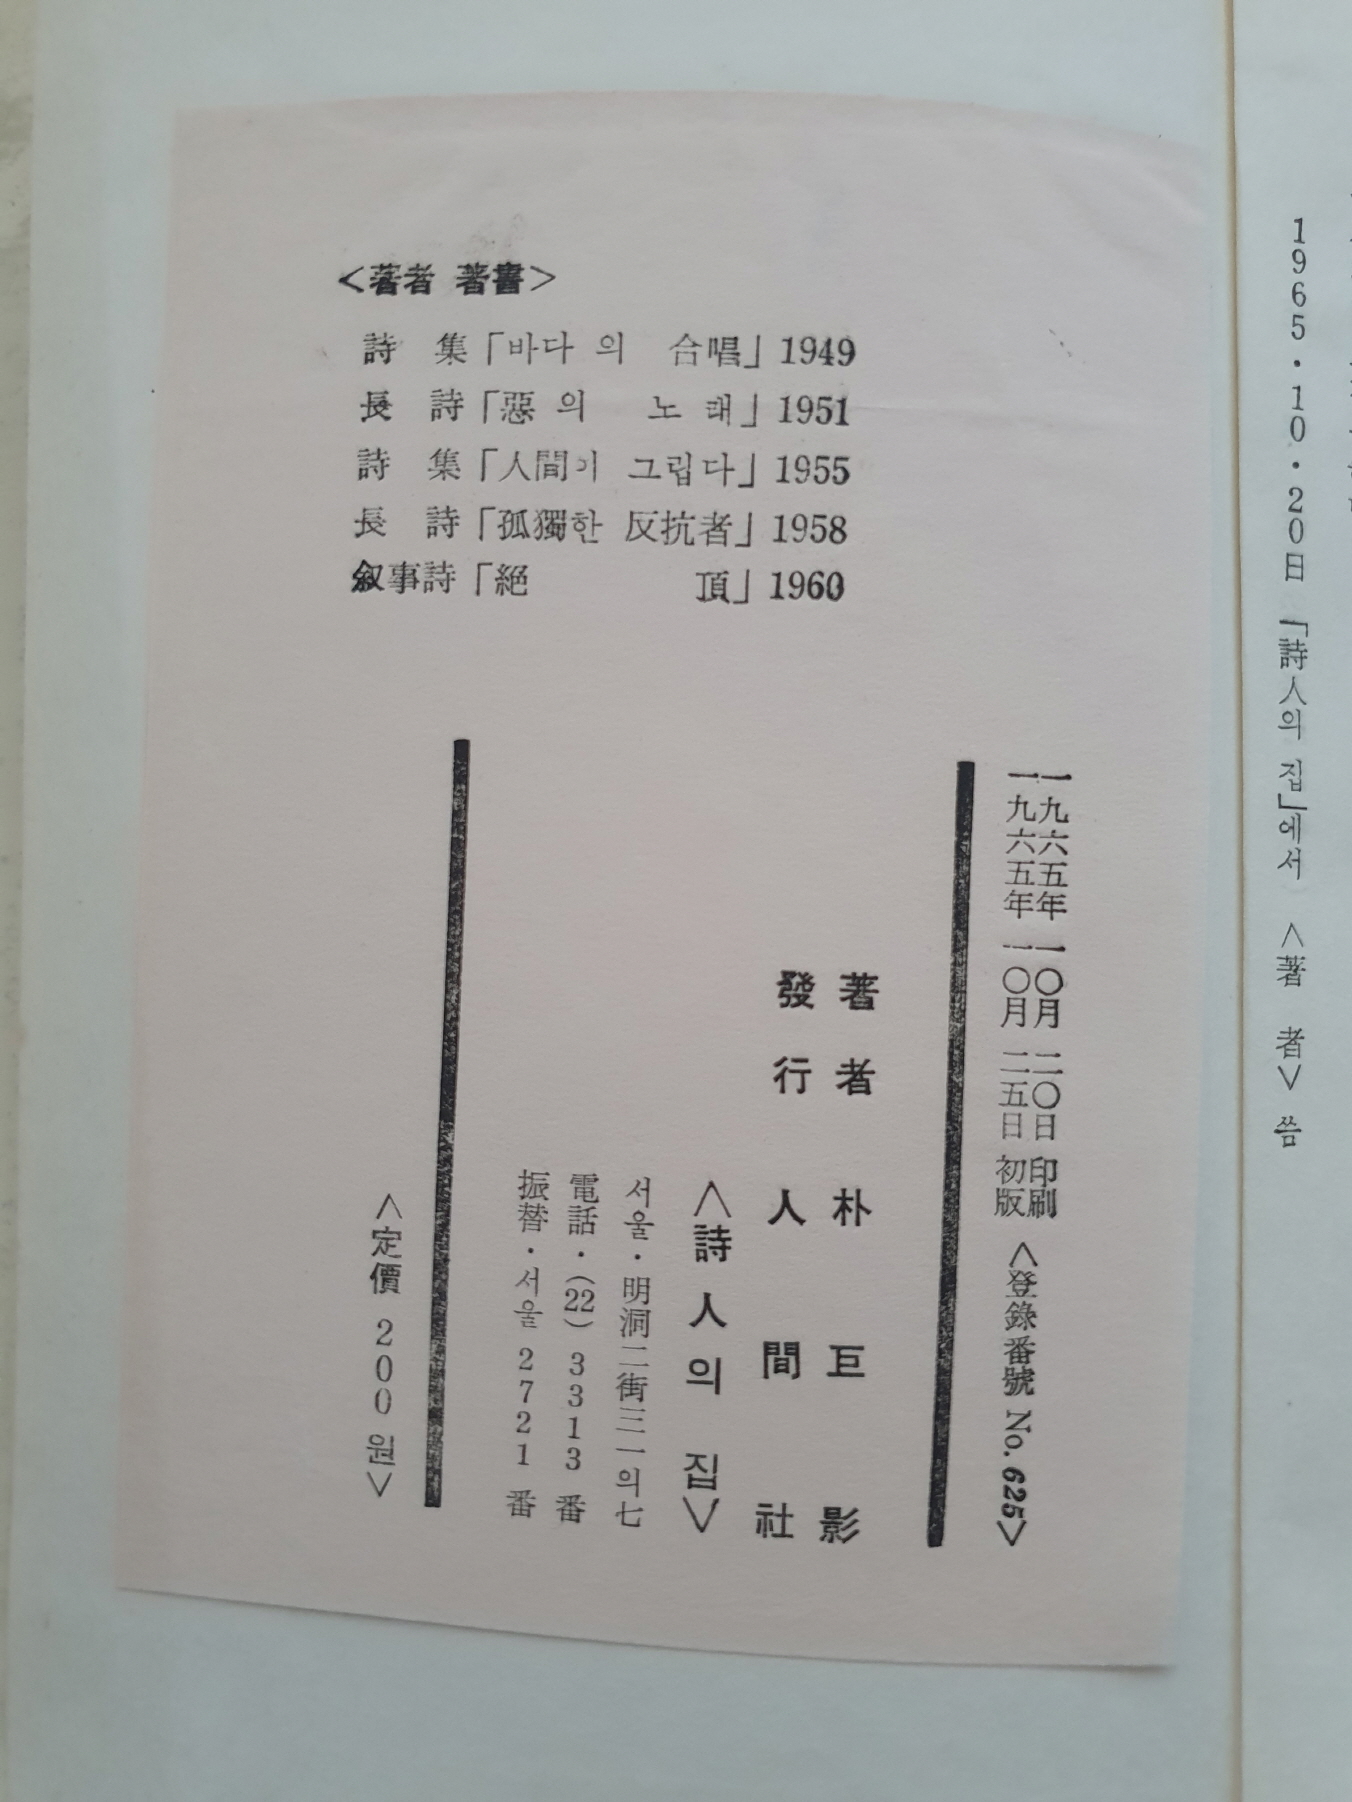 <著者 著書>
詩 集「바다 의 合唱」1949
長 詩「惡 의 노 래」1951
詩 集「人間이 그립다」1955
長 詩「孤獨한 反抗者」1958
叙事詩「絕 頂」1960
一九六五年 一〇月 二〇日 印刷
一九六五年 一〇月 二五日 初版
<登錄番號 No. 625>
著者 朴巨影
發行 人間社
<詩人의 집>
서울・明洞二街三一의七
電話・(22) 3313 番
振替・서울 2721 番
<定價 200 원>
1965・10・20日 「詩人의 집」에서 <著 者> 씀